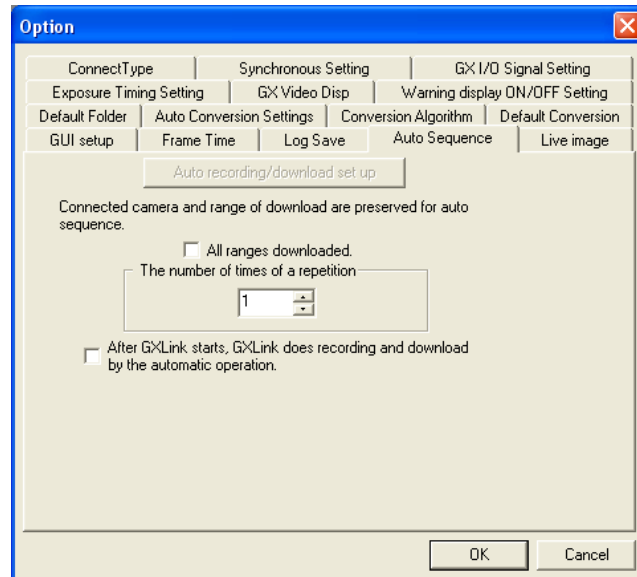 Option
ConnectType Synchronous Setting GX I/O Signal Setting
Exposure Timing Setting GX Video Disp Warning display ON/OFF Setting
Default Folder Auto Conversion Settings Conversion Algorithm Default Conversion
GUI setup Frame Time Log Save Auto Sequence Live image
Auto recording/download set up
Connected camera and range of download are preserved for auto
sequence.
All ranges downloaded.
The number of times of a repetition
1
After GXLink starts, GXLink does recording and download
by the automatic operation.
OK Cancel